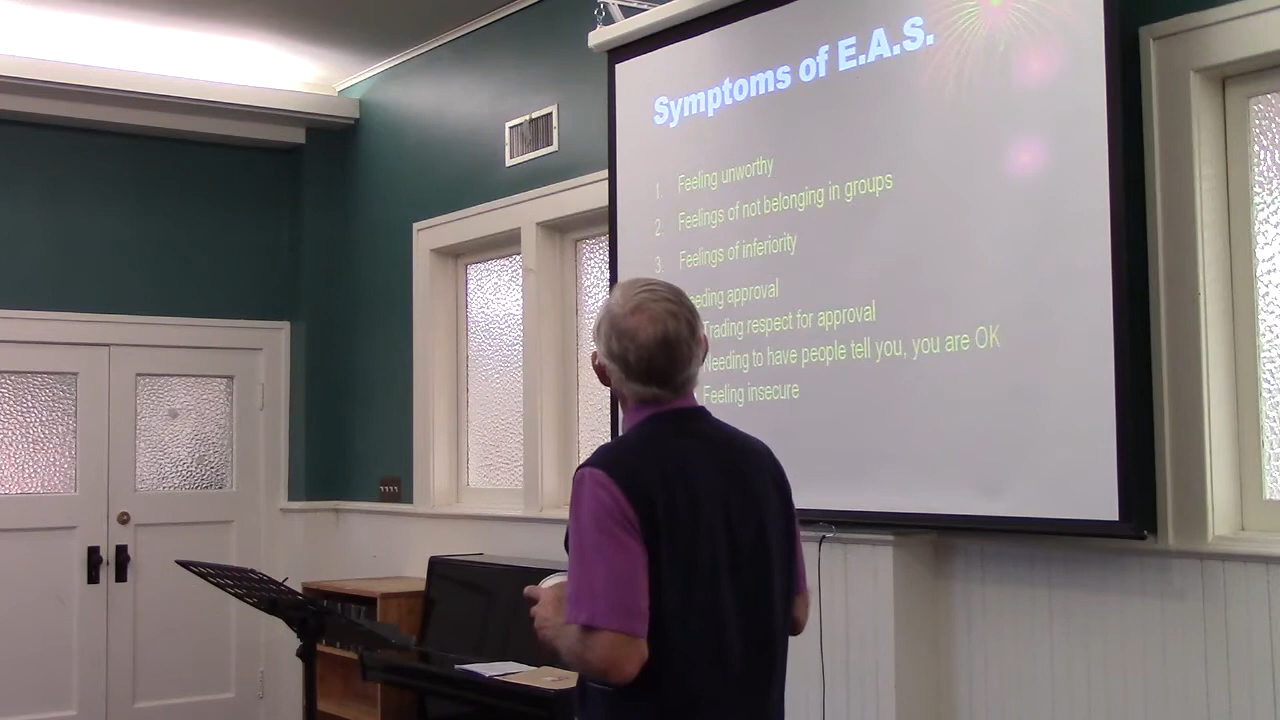 Symptoms of E.A.S.
1. Feeling unworthy
2. Feelings of not belonging in groups
3. Feelings of inferiority
eeding approval
Trading respect for approval
Needing to have people tell you, you are OK
Feeling insecure